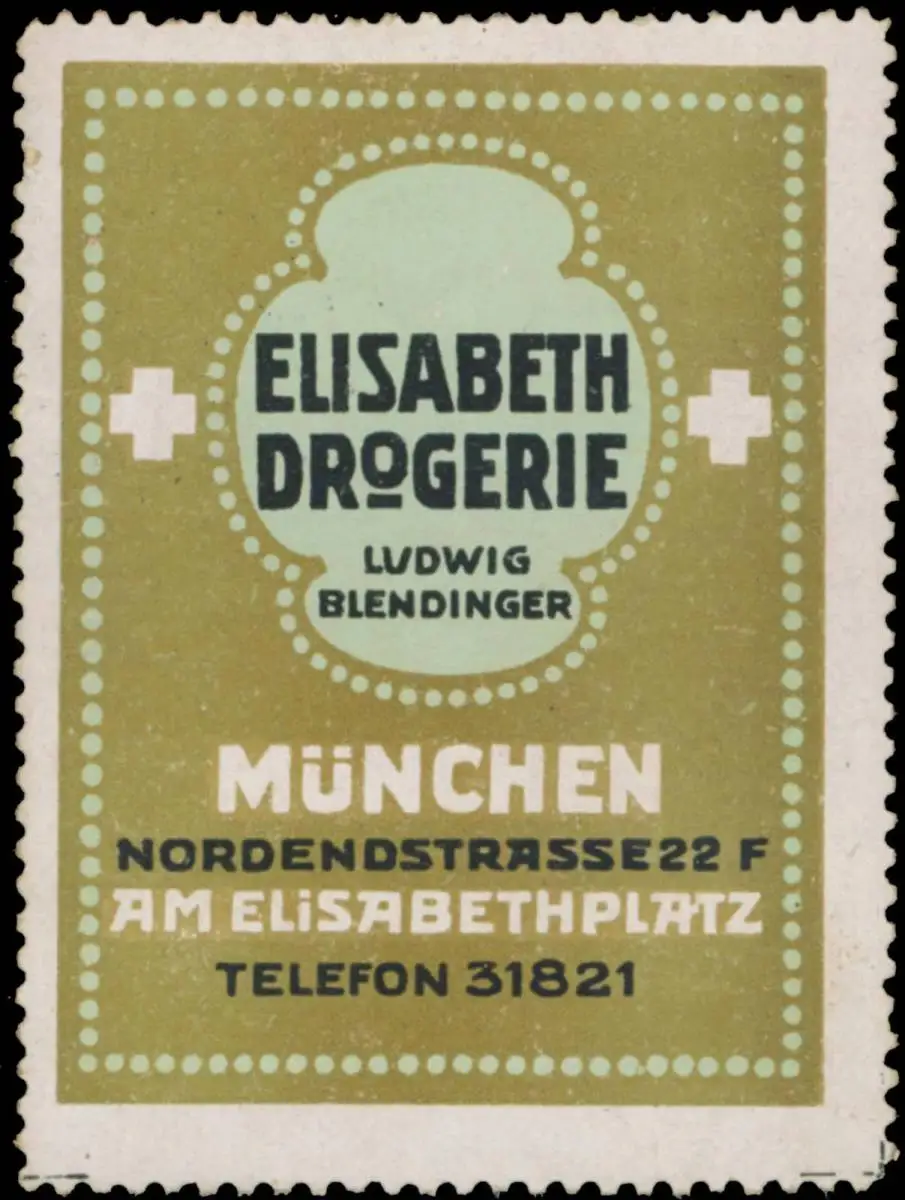 ELISABETH
DROGERIE
LUDWIG
BLENDINGER
MÜNCHEN
NORDENDSTRASSE 22 F
AM ELISABETHPLATZ
TELEFON 31821